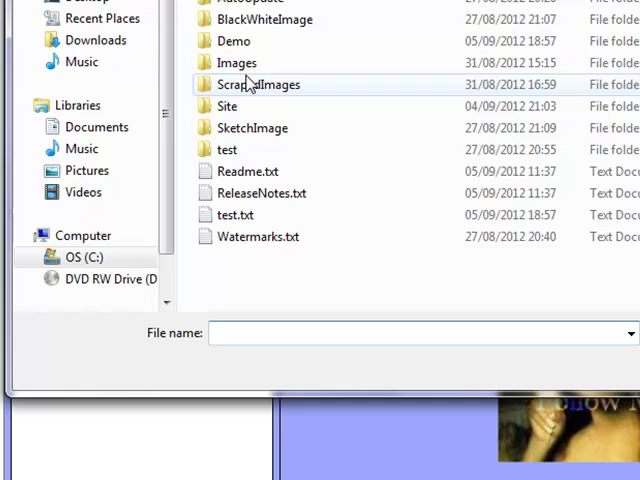 Recent Places
Downloads
Music
Libraries
Documents
Music
Pictures
Videos
Computer
OS (C:)
DVD RW Drive (D
BlackWhiteImage 27/08/2012 21:07 File folde
Demo 05/09/2012 18:57 File folde
Images 31/08/2012 15:15 File folde
31/08/2012 16:59 File folde
Site 04/09/2012 21:03 File folde
SketchImage 27/08/2012 21:09 File folde
test 27/08/2012 20:55 File folde
Readme.txt 05/09/2012 11:37 Text Docu
ReleaseNotes.txt 05/09/2012 11:37 Text Docu
test.txt 05/09/2012 18:57 Text Docu
Watermarks.txt 27/08/2012 20:40 Text Docu
File name: